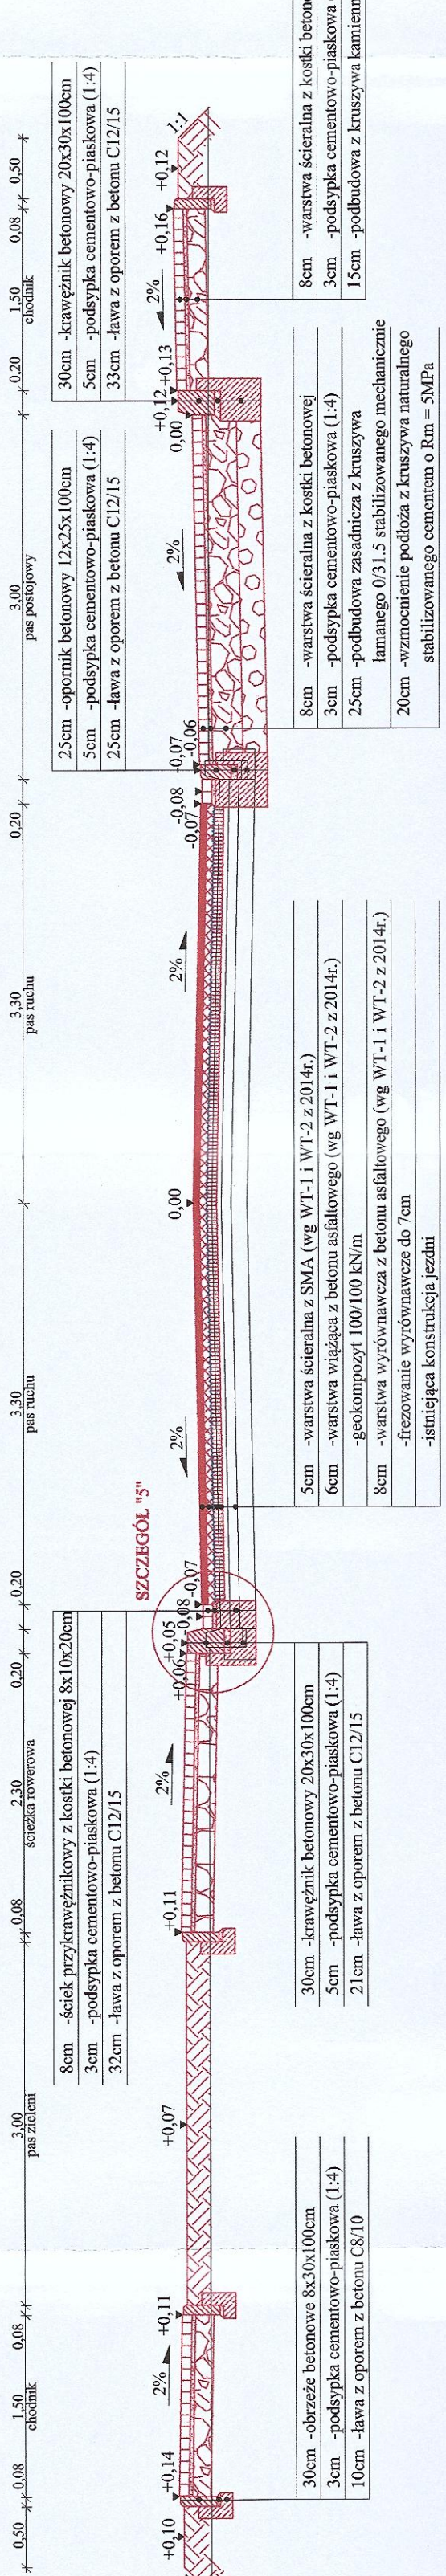 0,50
0,08
1,50
chodnik
0,08
3,00
pas zieleni
0,08
2,30
ścieżka rowerowa
0,20
0,20
3,30
pas ruchu
3,30
pas ruchu
0,20
3,00
pas postojowy
0,20
1,50
chodnik
0,08
0,50
8cm -ściek przykrawężnikowy z kostki betonowej 8x10x20cm
3cm -podsypka cementowo-piaskowa (1:4)
32cm -ława z oporem z betonu C12/15
25cm -opornik betonowy 12x25x100cm
5cm -podsypka cementowo-piaskowa (1:4)
25cm -ława z oporem z betonu C12/15
30cm -krawężnik betonowy 20x30x100cm
5cm -podsypka cementowo-piaskowa (1:4)
33cm -ława z oporem z betonu C12/15
SZCZEGÓŁ "5"
+0,10
+0,14
2%
+0,11
+0,07
+0,11
2%
+0,06
+0,05
-0,08
-0,07
2%
0,00
2%
-0,07
-0,08
-0,07
-0,06
2%
0,00
+0,12
+0,13
2%
+0,16
+0,12
1:1
30cm -obrzeże betonowe 8x30x100cm
3cm -podsypka cementowo-piaskowa (1:4)
10cm -ława z oporem z betonu C8/10
30cm -krawężnik betonowy 20x30x100cm
5cm -podsypka cementowo-piaskowa (1:4)
21cm -ława z oporem z betonu C12/15
5cm -warstwa ścieralna z SMA (wg WT-1 i WT-2 z 2014r.)
6cm -warstwa wiążąca z betonu asfaltowego (wg WT-1 i WT-2 z 2014r.)
-geokompozyt 100/100 kN/m
8cm -warstwa wyrównawcza z betonu asfaltowego (wg WT-1 i WT-2 z 2014r.)
-frezowanie wyrównawcze do 7cm
-istniejąca konstrukcja jezdni
8cm -warstwa ścieralna z kostki betonowej
3cm -podsypka cementowo-piaskowa (1:4)
25cm -podbudowa zasadnicza z kruszywa
łamanego 0/31.5 stabilizowanego mechanicznie
20cm -wzmocnienie podłoża z kruszywa naturalnego
stabilizowanego cementem o Rm = 5MPa
8cm -warstwa ścieralna z kostki
3cm -podsypka cementowo-piaskowa
15cm -podbudowa z kruszywa